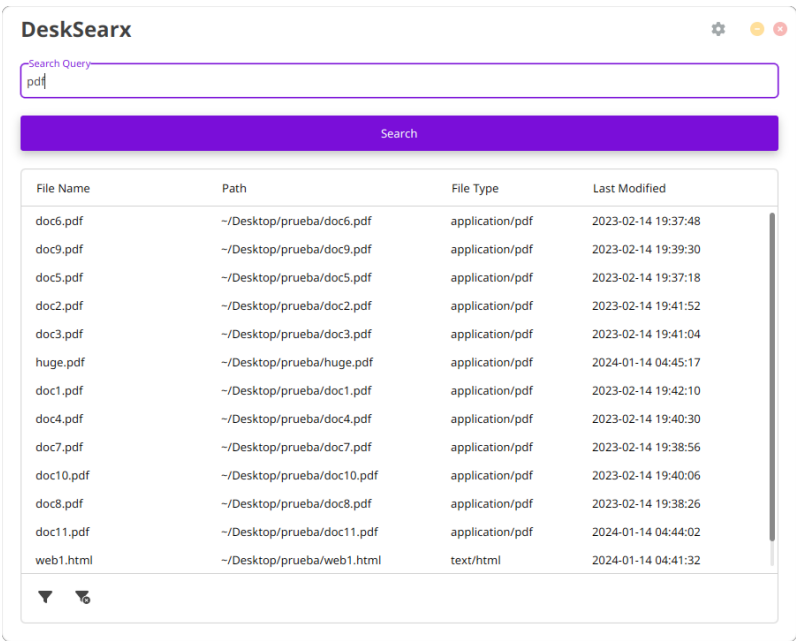 DeskSearx
Search Query
pdf
Search
File Name Path File Type Last Modified
doc6.pdf ~/Desktop/prueba/doc6.pdf application/pdf 2023-02-14 19:37:48
doc9.pdf ~/Desktop/prueba/doc9.pdf application/pdf 2023-02-14 19:39:30
doc5.pdf ~/Desktop/prueba/doc5.pdf application/pdf 2023-02-14 19:37:18
doc2.pdf ~/Desktop/prueba/doc2.pdf application/pdf 2023-02-14 19:41:52
doc3.pdf ~/Desktop/prueba/doc3.pdf application/pdf 2023-02-14 19:41:04
huge.pdf ~/Desktop/prueba/huge.pdf application/pdf 2024-01-14 04:45:17
doc1.pdf ~/Desktop/prueba/doc1.pdf application/pdf 2023-02-14 19:42:10
doc4.pdf ~/Desktop/prueba/doc4.pdf application/pdf 2023-02-14 19:40:30
doc7.pdf ~/Desktop/prueba/doc7.pdf application/pdf 2023-02-14 19:38:56
doc10.pdf ~/Desktop/prueba/doc10.pdf application/pdf 2023-02-14 19:40:06
doc8.pdf ~/Desktop/prueba/doc8.pdf application/pdf 2023-02-14 19:38:26
doc11.pdf ~/Desktop/prueba/doc11.pdf application/pdf 2024-01-14 04:44:02
web1.html ~/Desktop/prueba/web1.html text/html 2024-01-14 04:41:32